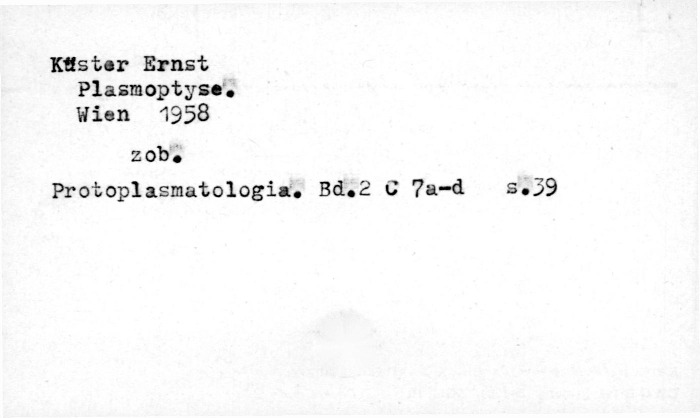 Küster Ernst
Plasmoptyse.
Wien 1958
zob.
Protoplasmatologia. Bd.2 C 7a-d s.39